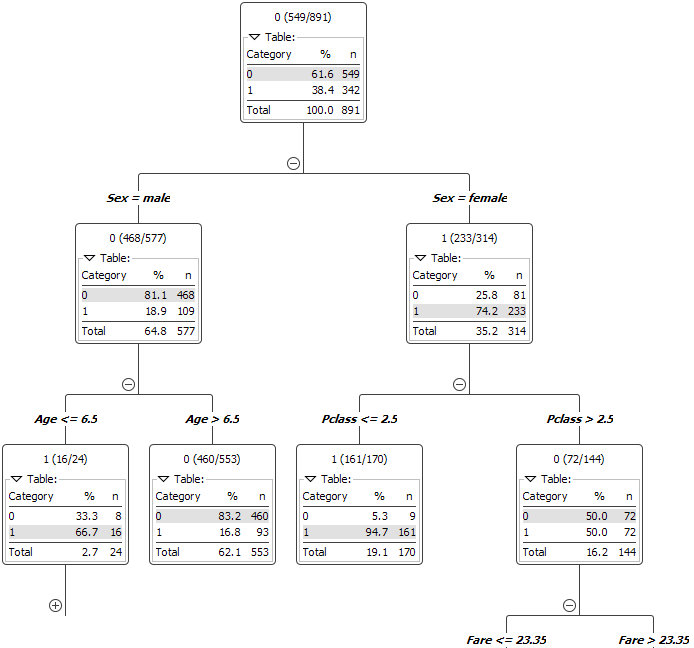 0 (549/891)
Table:
Category % n
0 61.6 549
1 38.4 342
Total 100.0 891
Sex = male
Sex = female
0 (468/577)
Table:
Category % n
0 81.1 468
1 18.9 109
Total 64.8 577
1 (233/314)
Table:
Category % n
0 25.8 81
1 74.2 233
Total 35.2 314
Age <= 6.5
Age > 6.5
Pclass <= 2.5
Pclass > 2.5
1 (16/24)
Table:
Category % n
0 33.3 8
1 66.7 16
Total 2.7 24
0 (460/553)
Table:
Category % n
0 83.2 460
1 16.8 93
Total 62.1 553
1 (161/170)
Table:
Category % n
0 5.3 9
1 94.7 161
Total 19.1 170
0 (72/144)
Table:
Category % n
0 50.0 72
1 50.0 72
Total 16.2 144
Fare <= 23.35
Fare > 23.35